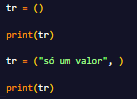 tr = ()
print(tr)
tr = ("só um valor", )
print(tr)